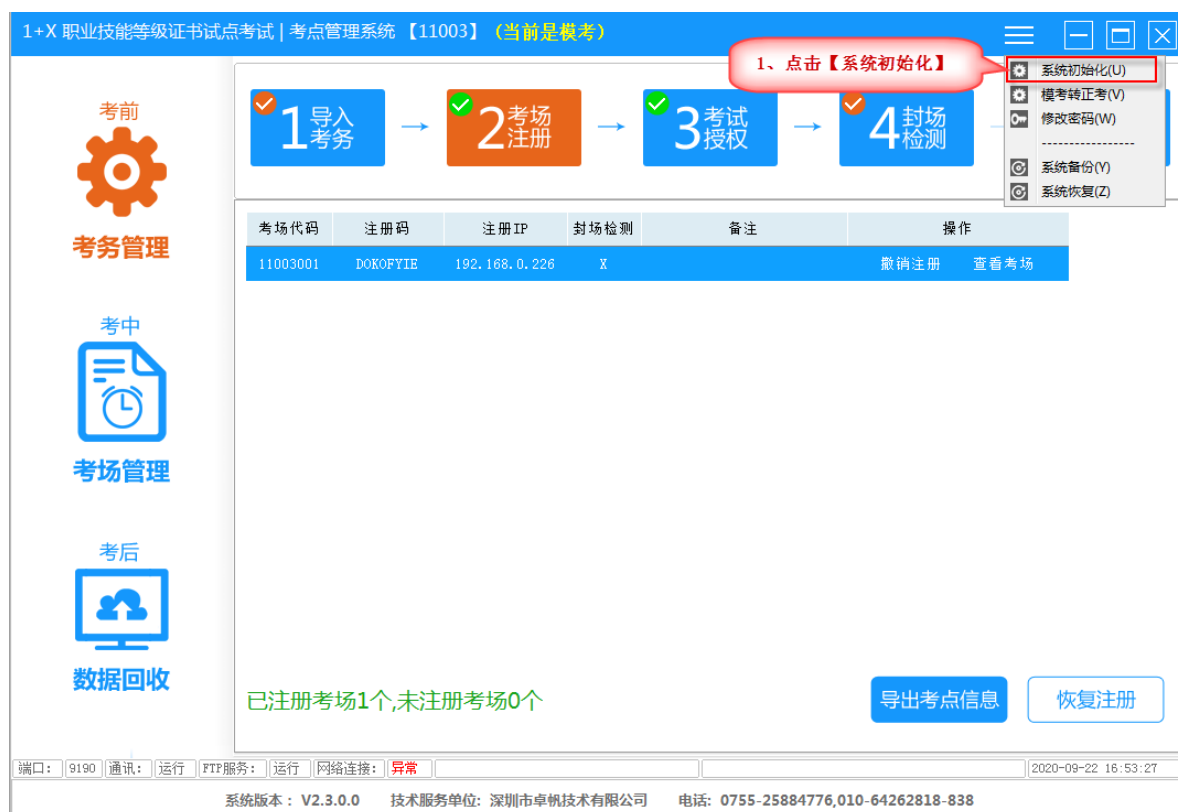 1+X 职业技能等级证书试点考试 | 考点管理系统 【11003】 （当前是模考）
1、点击【系统初始化】
系统初始化(U)
模考转正考(V)
修改密码(W)
-----------------
系统备份(Y)
系统恢复(Z)
考前
考务管理
考中
考场管理
考后
数据回收
1 导入考务
2 考场注册
3 考试授权
4 封场检测
考场代码 注册码 注册IP 封场检测 备注 操作
11003001 DOKOFYIE 192.168.0.226 X 撤销注册 查看考场
已注册考场1个,未注册考场0个
导出考点信息
恢复注册
端口： 9190 通讯： 运行 FTP服务： 运行 网络连接： 异常 2020-09-22 16:53:27
系统版本： V2.3.0.0 技术服务单位: 深圳市卓帆技术有限公司 电话: 0755-25884776,010-64262818-838